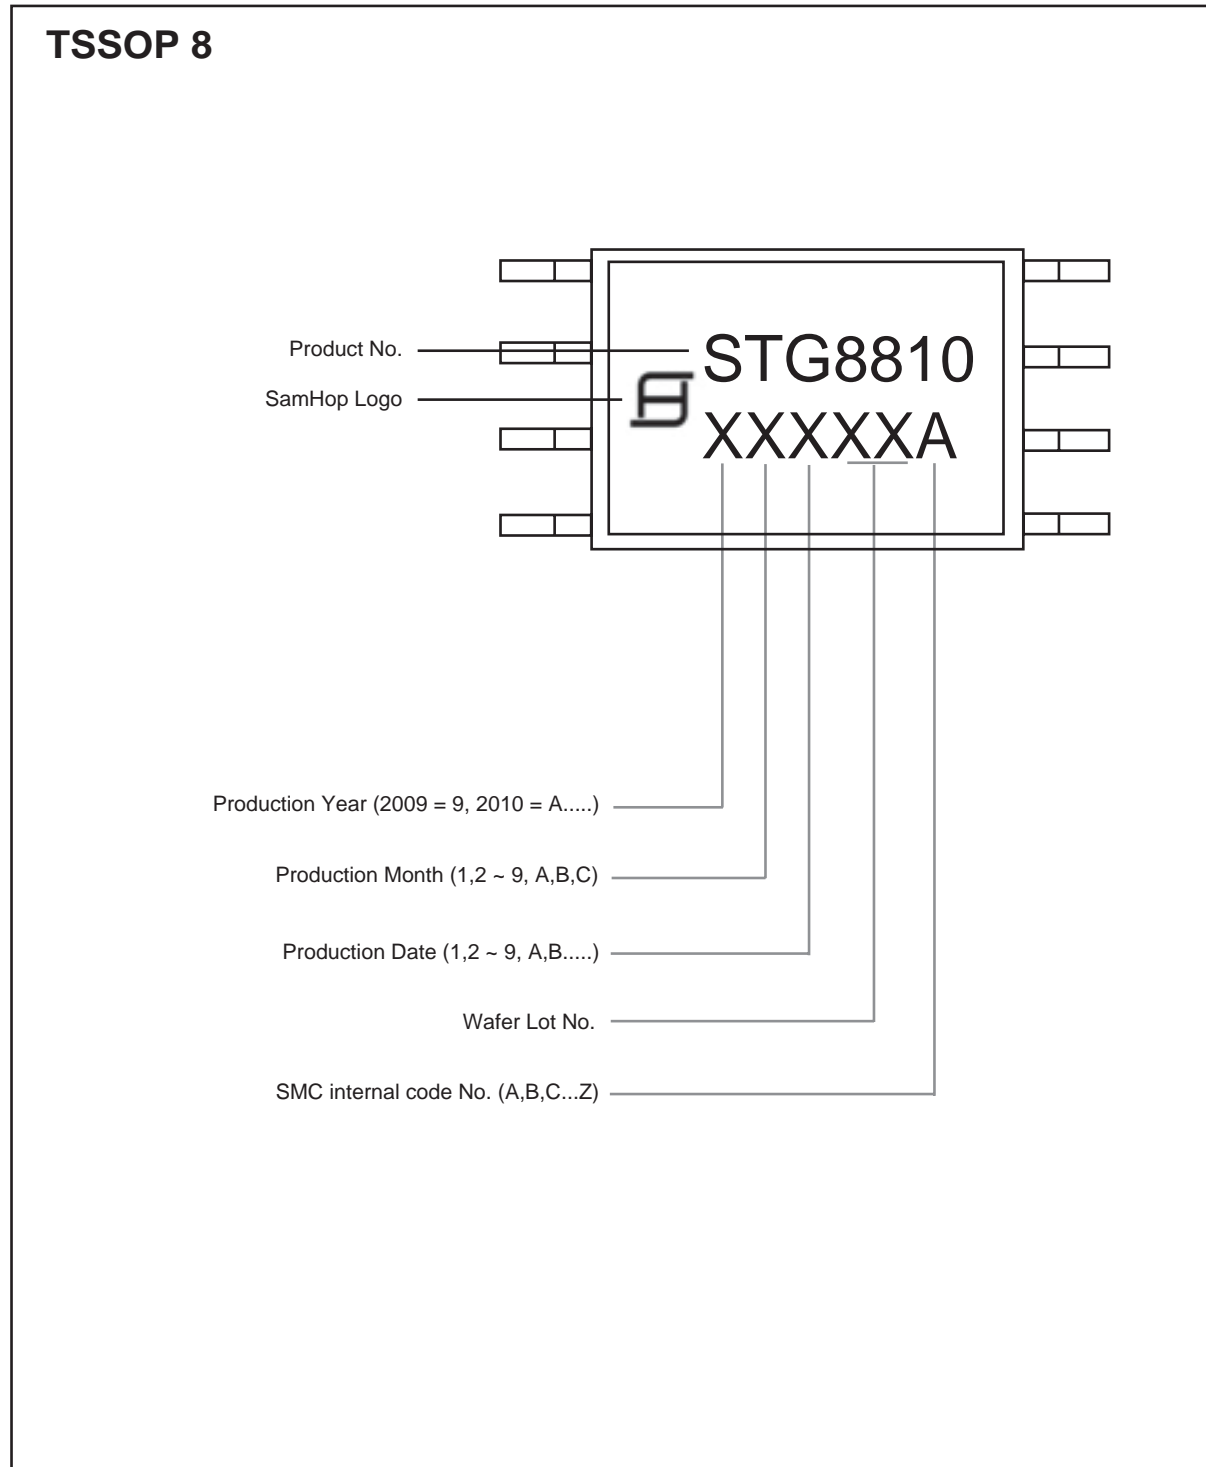 TSSOP 8
Product No.
STG8810
SamHop Logo
XXXXXA
Production Year (2009 = 9, 2010 = A.....)
Production Month (1,2 ~ 9, A,B,C)
Production Date (1,2 ~ 9, A,B.....)
Wafer Lot No.
SMC internal code No. (A,B,C...Z)